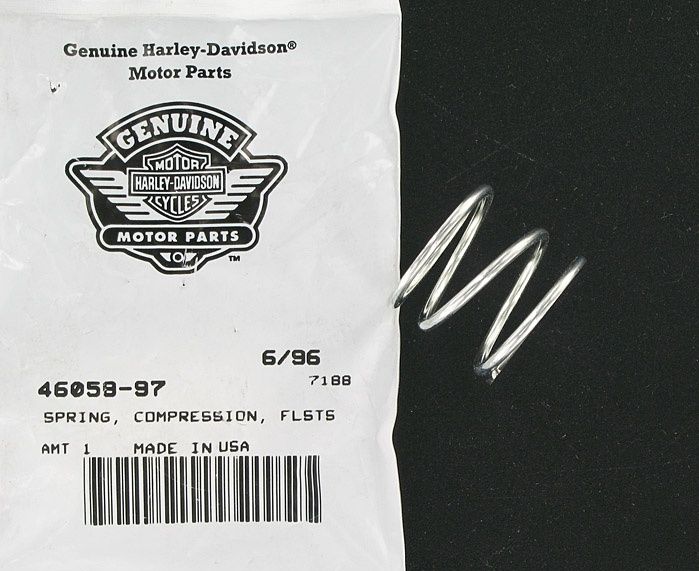 Genuine Harley-Davidson®
Motor Parts
GENUINE
MOTOR
HARLEY-DAVIDSON
CYCLES
MOTOR PARTS
TM
6/96
46058-97
7188
SPRING, COMPRESSION, FLSTS
AMT 1 MADE IN USA